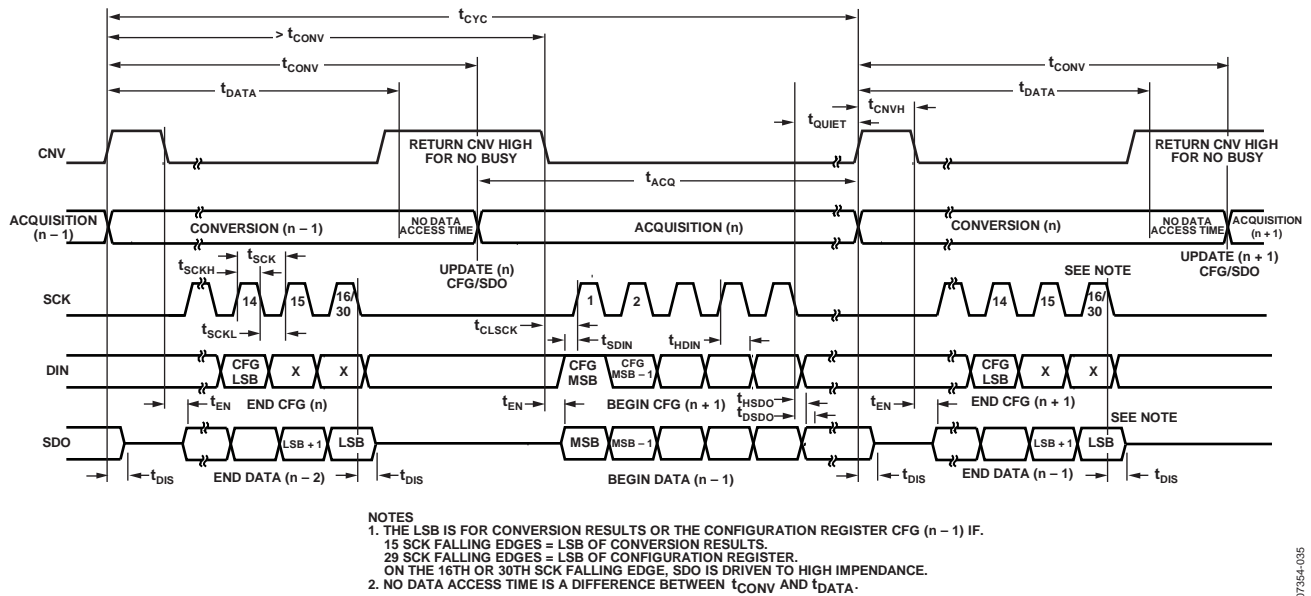 tCYC
> tCONV
tCONV
tCONV
tDATA
tDATA
tCNVH
tQUIET
CNV
RETURN CNV HIGH
FOR NO BUSY
RETURN CNV HIGH
FOR NO BUSY
tACQ
ACQUISITION
(n – 1)
CONVERSION (n – 1)
NO DATA
ACCESS TIME
ACQUISITION (n)
CONVERSION (n)
NO DATA
ACCESS TIME
ACQUISITION
(n + 1)
UPDATE (n)
CFG/SDO
UPDATE (n + 1)
CFG/SDO
tSCK
tSCKH
SEE NOTE
SCK
14
15
16/
30
1
2
14
15
16/
30
tSCKL
tCLSCK
tSDIN
tHDIN
DIN
CFG
LSB
X
X
CFG
MSB
CFG
MSB – 1
CFG
LSB
X
X
tEN
END CFG (n)
tEN
BEGIN CFG (n + 1)
tHSDO
tDSDO
tEN
END CFG (n + 1)
SEE NOTE
SDO
LSB + 1
LSB
MSB
MSB – 1
LSB + 1
LSB
tDIS
END DATA (n – 2)
tDIS
BEGIN DATA (n – 1)
tDIS
END DATA (n – 1)
tDIS
NOTES
1. THE LSB IS FOR CONVERSION RESULTS OR THE CONFIGURATION REGISTER CFG (n – 1) IF.
15 SCK FALLING EDGES = LSB OF CONVERSION RESULTS.
29 SCK FALLING EDGES = LSB OF CONFIGURATION REGISTER.
ON THE 16TH OR 30TH SCK FALLING EDGE, SDO IS DRIVEN TO HIGH IMPENDANCE.
2. NO DATA ACCESS TIME IS A DIFFERENCE BETWEEN tCONV AND tDATA.
07354-035